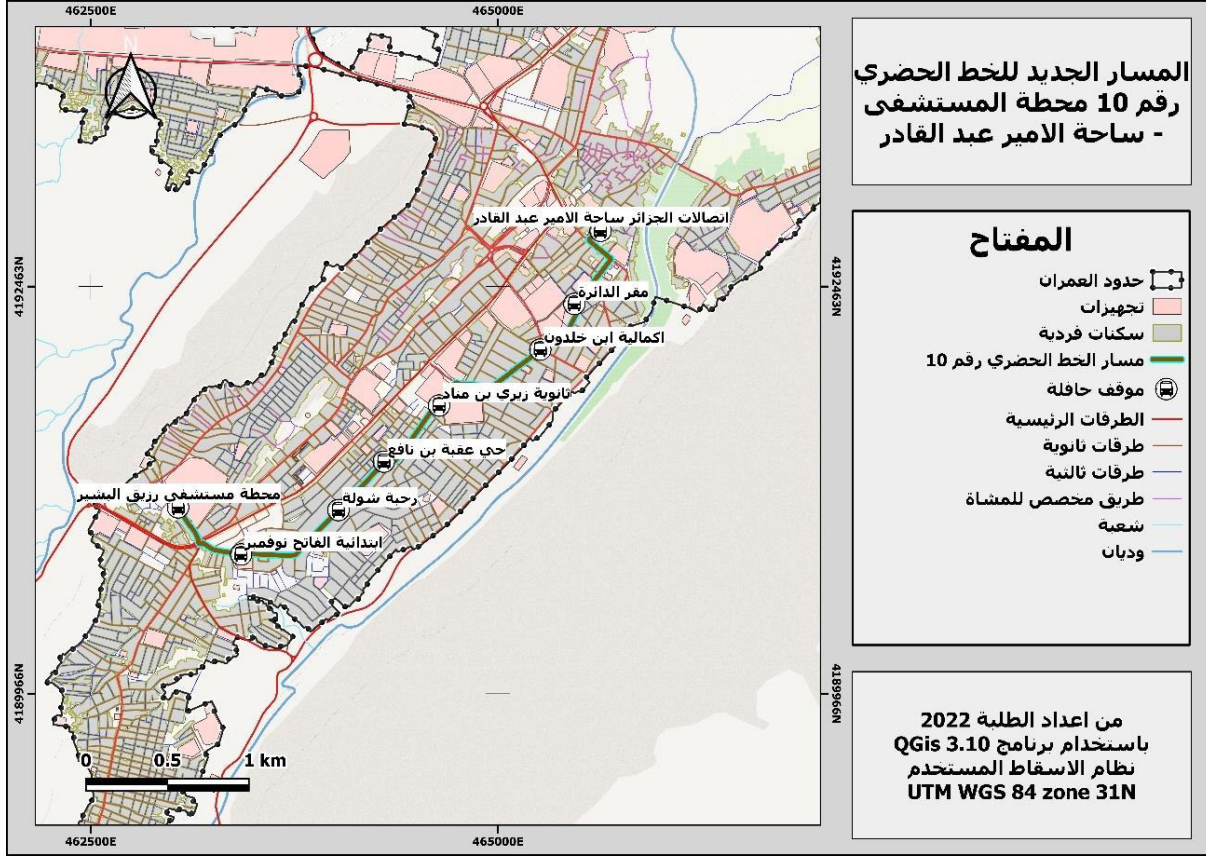 462500E
465000E
المسار الجديد للخط الحضري
رقم 10 محطة المستشفى
- ساحة الامير عبد القادر
N
اتصالات الجزائر ساحة الامير عبد القادر
4192463N
4192463N
مقر الدائرة
اكمالية ابن خلدون
ثانوية زيري بن مناد
حي عقبة بن نافع
محطة مستشفى رزيق البشير
رحبة شولة
ابتدائية الفاتح نوفمبر
المفتاح
حدود العمران
تجهيزات
سكنات فردية
مسار الخط الحضري رقم 10
موقف حافلة
الطرقات الرئيسية
طرقات ثانوية
طرقات ثالثية
طريق مخصص للمشاة
شعبة
وديان
4189966N
4189966N
0 0.5 1 km
462500E
465000E
من اعداد الطلبة 2022
باستخدام برنامج QGis 3.10
نظام الاسقاط المستخدم
UTM WGS 84 zone 31N